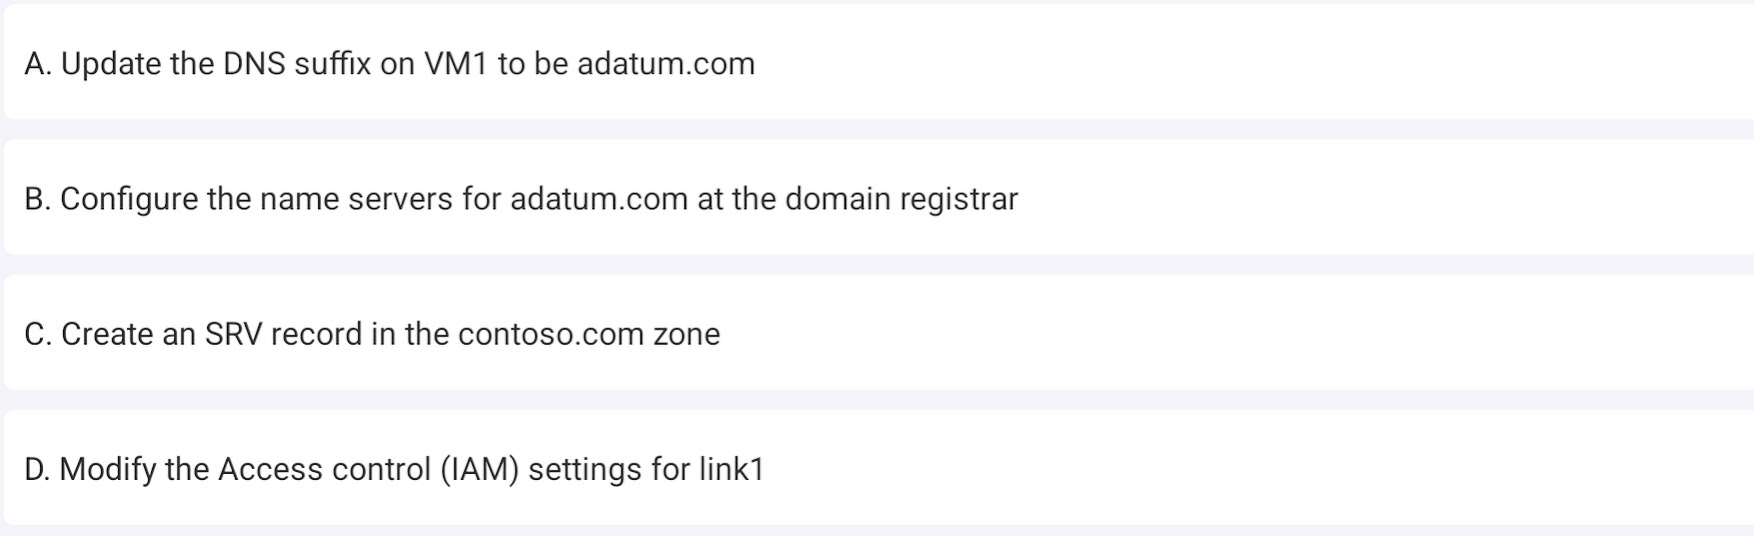 A. Update the DNS suffix on VM1 to be adatum.com
B. Configure the name servers for adatum.com at the domain registrar
C. Create an SRV record in the contoso.com zone
D. Modify the Access control (IAM) settings for link1